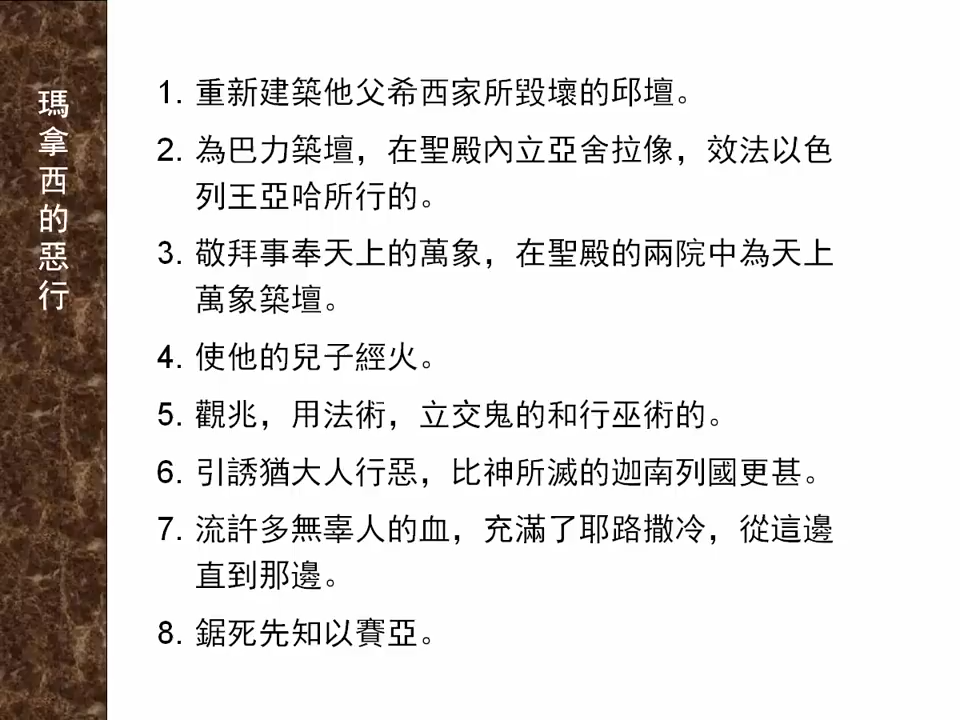 瑪拿西的惡行
1. 重新建築他父希西家所毀壞的邱壇。
2. 為巴力築壇，在聖殿內立亞舍拉像，效法以色
列王亞哈所行的。
3. 敬拜事奉天上的萬象，在聖殿的兩院中為天上
萬象築壇。
4. 使他的兒子經火。
5. 觀兆，用法術，立交鬼的和行巫術的。
6. 引誘猶大人行惡，比神所滅的迦南列國更甚。
7. 流許多無辜人的血，充滿了耶路撒冷，從這邊
直到那邊。
8. 鋸死先知以賽亞。